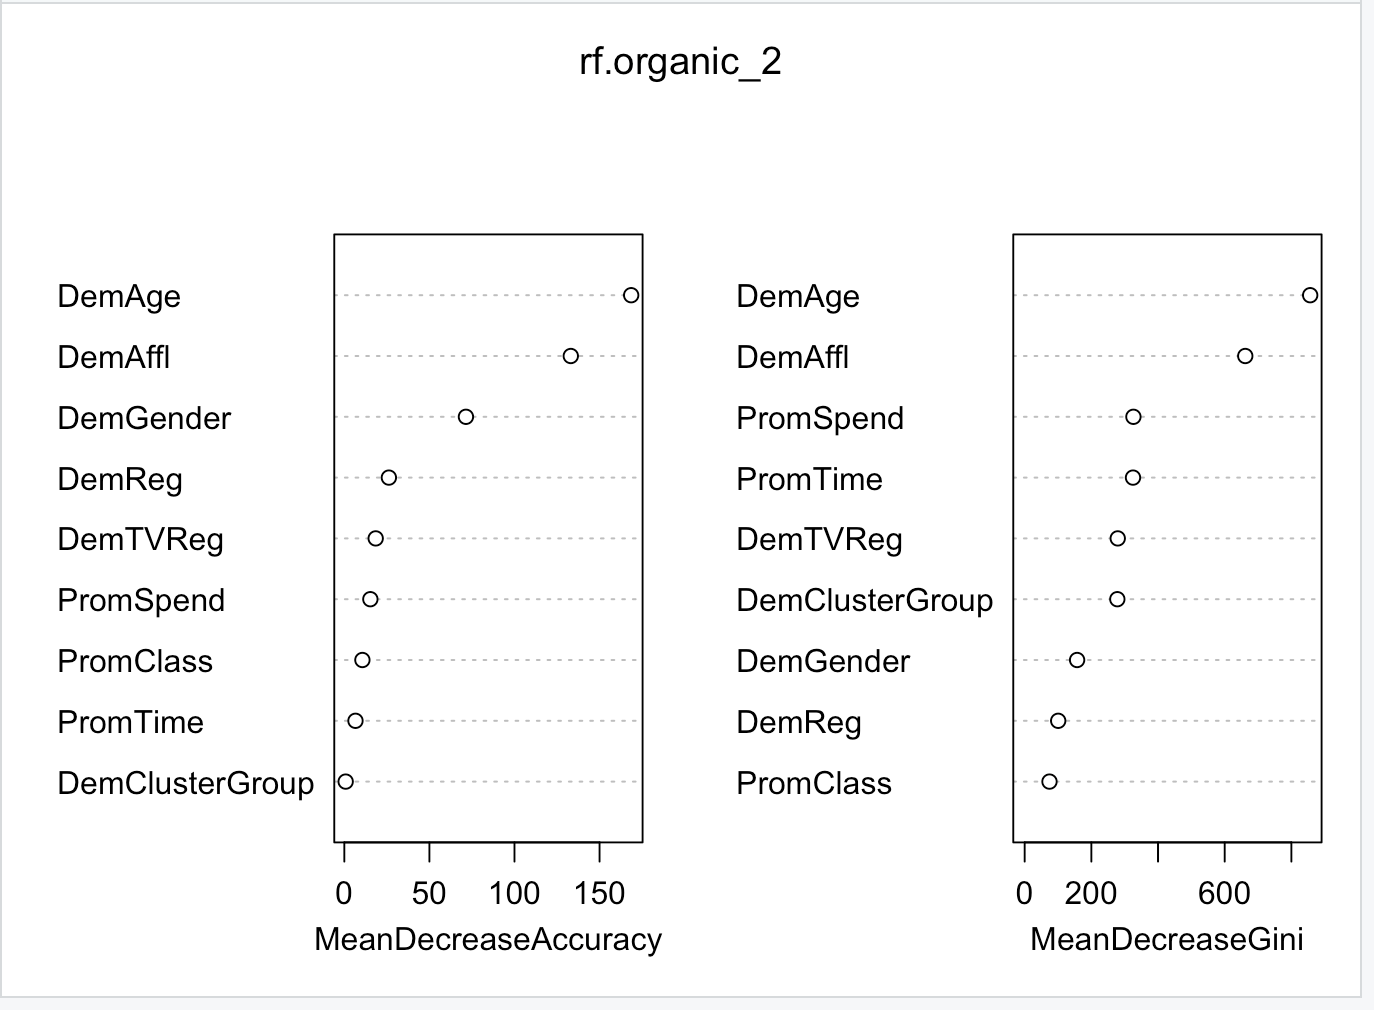 rf.organic_2
DemAge
DemAffl
DemGender
DemReg
DemTVReg
PromSpend
PromClass
PromTime
DemClusterGroup
0 50 100 150
MeanDecreaseAccuracy
DemAge
DemAffl
PromSpend
PromTime
DemTVReg
DemClusterGroup
DemGender
DemReg
PromClass
0 200 600
MeanDecreaseGini